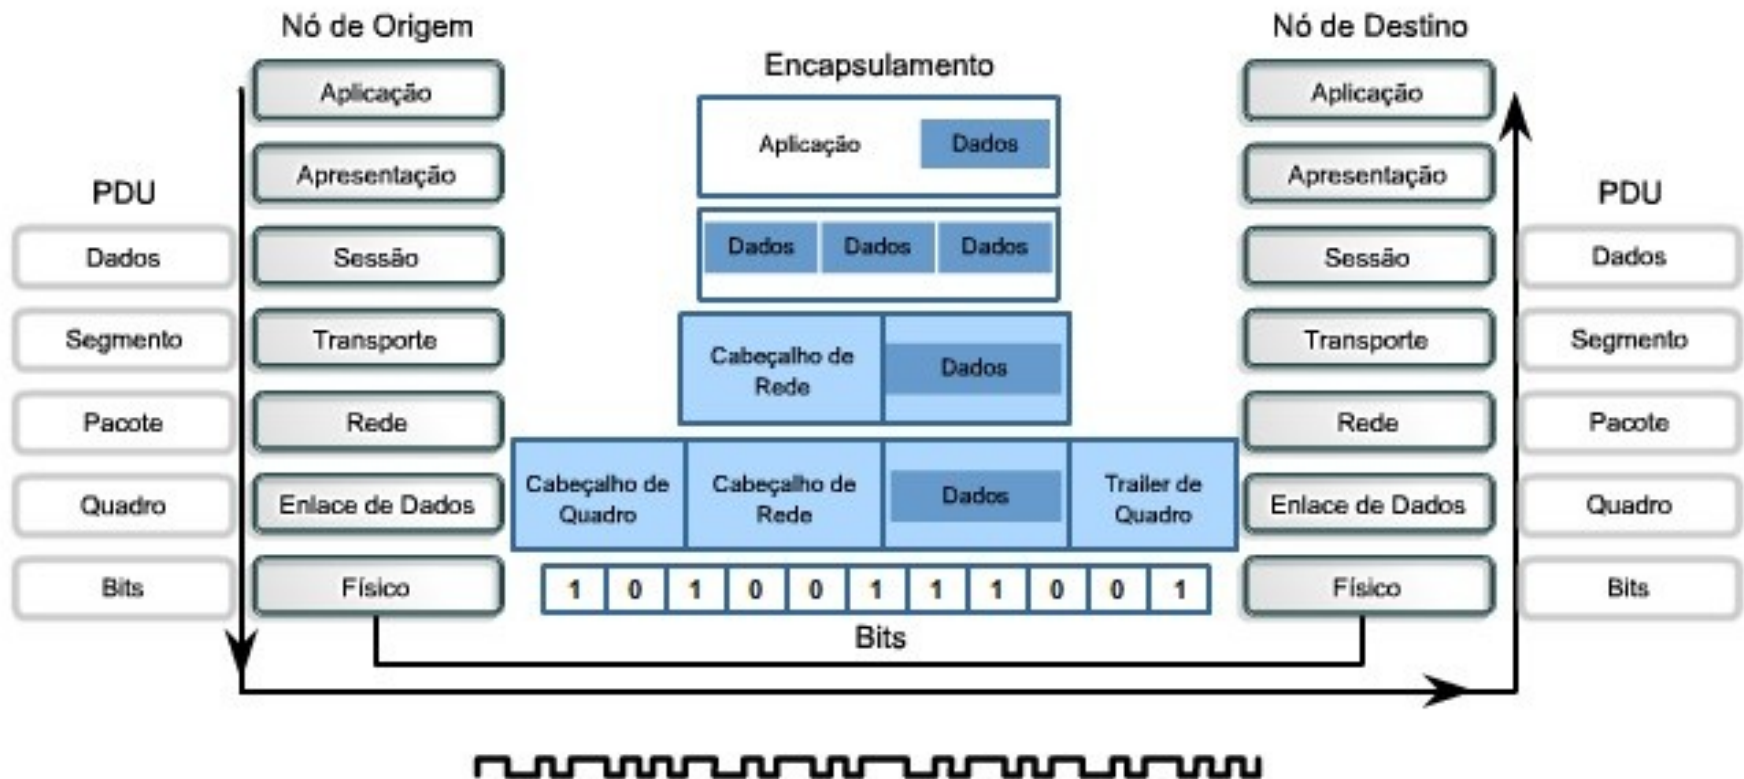 Nó de Origem
Nó de Destino
Encapsulamento
PDU
Dados
Segmento
Pacote
Quadro
Bits
Aplicação
Apresentação
Sessão
Transporte
Rede
Enlace de Dados
Físico
Aplicação Dados
Dados Dados Dados
Cabeçalho de
Rede
Dados
Cabeçalho de
Quadro
Cabeçalho de
Rede
Dados
Trailer de
Quadro
1 0 1 0 0 1 1 1 0 0 1
Bits
Aplicação
Apresentação
Sessão
Transporte
Rede
Enlace de Dados
Físico
PDU
Dados
Segmento
Pacote
Quadro
Bits